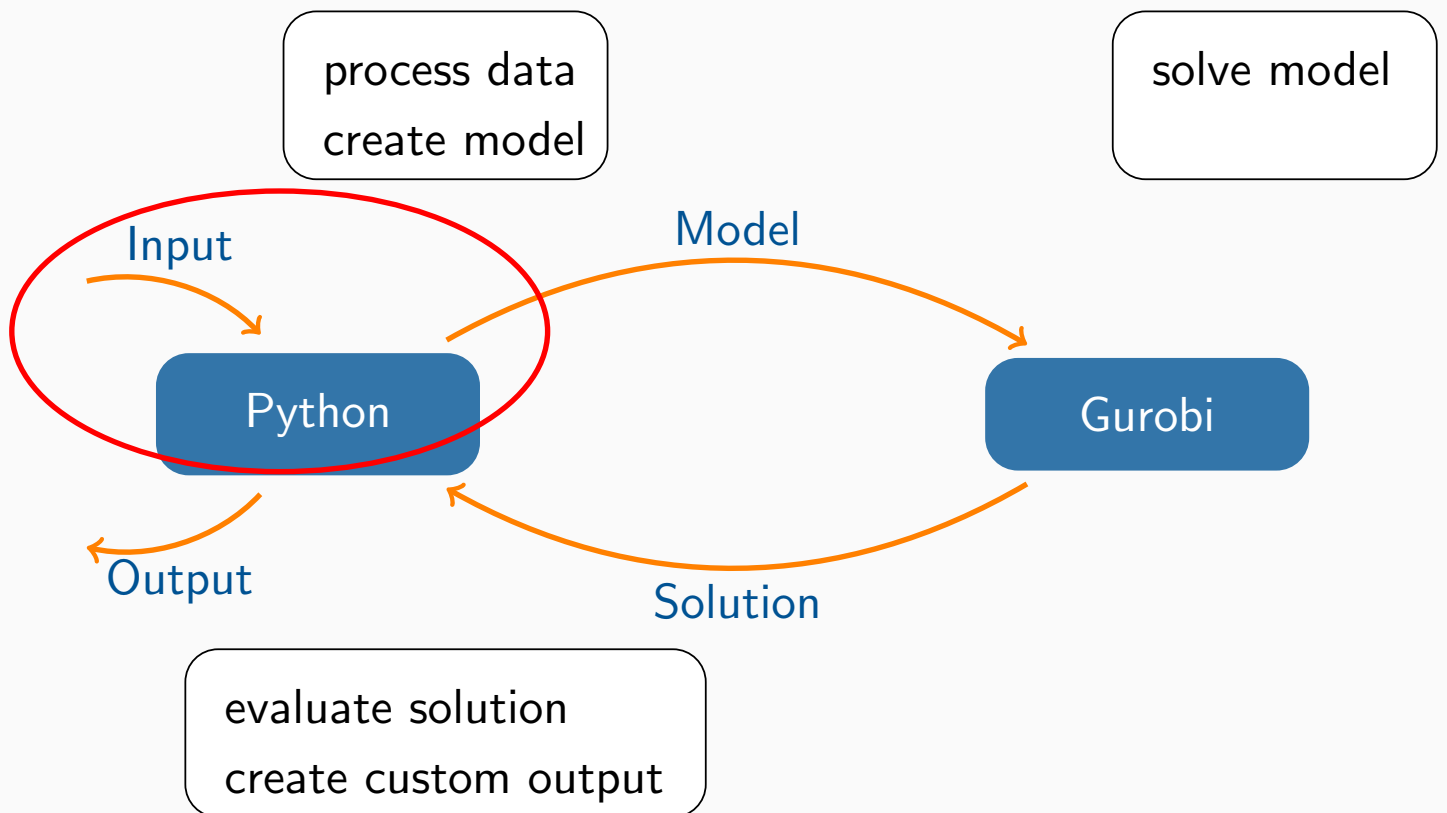 process data
create model
solve model
Input
Model
Python
Gurobi
Output
Solution
evaluate solution
create custom output